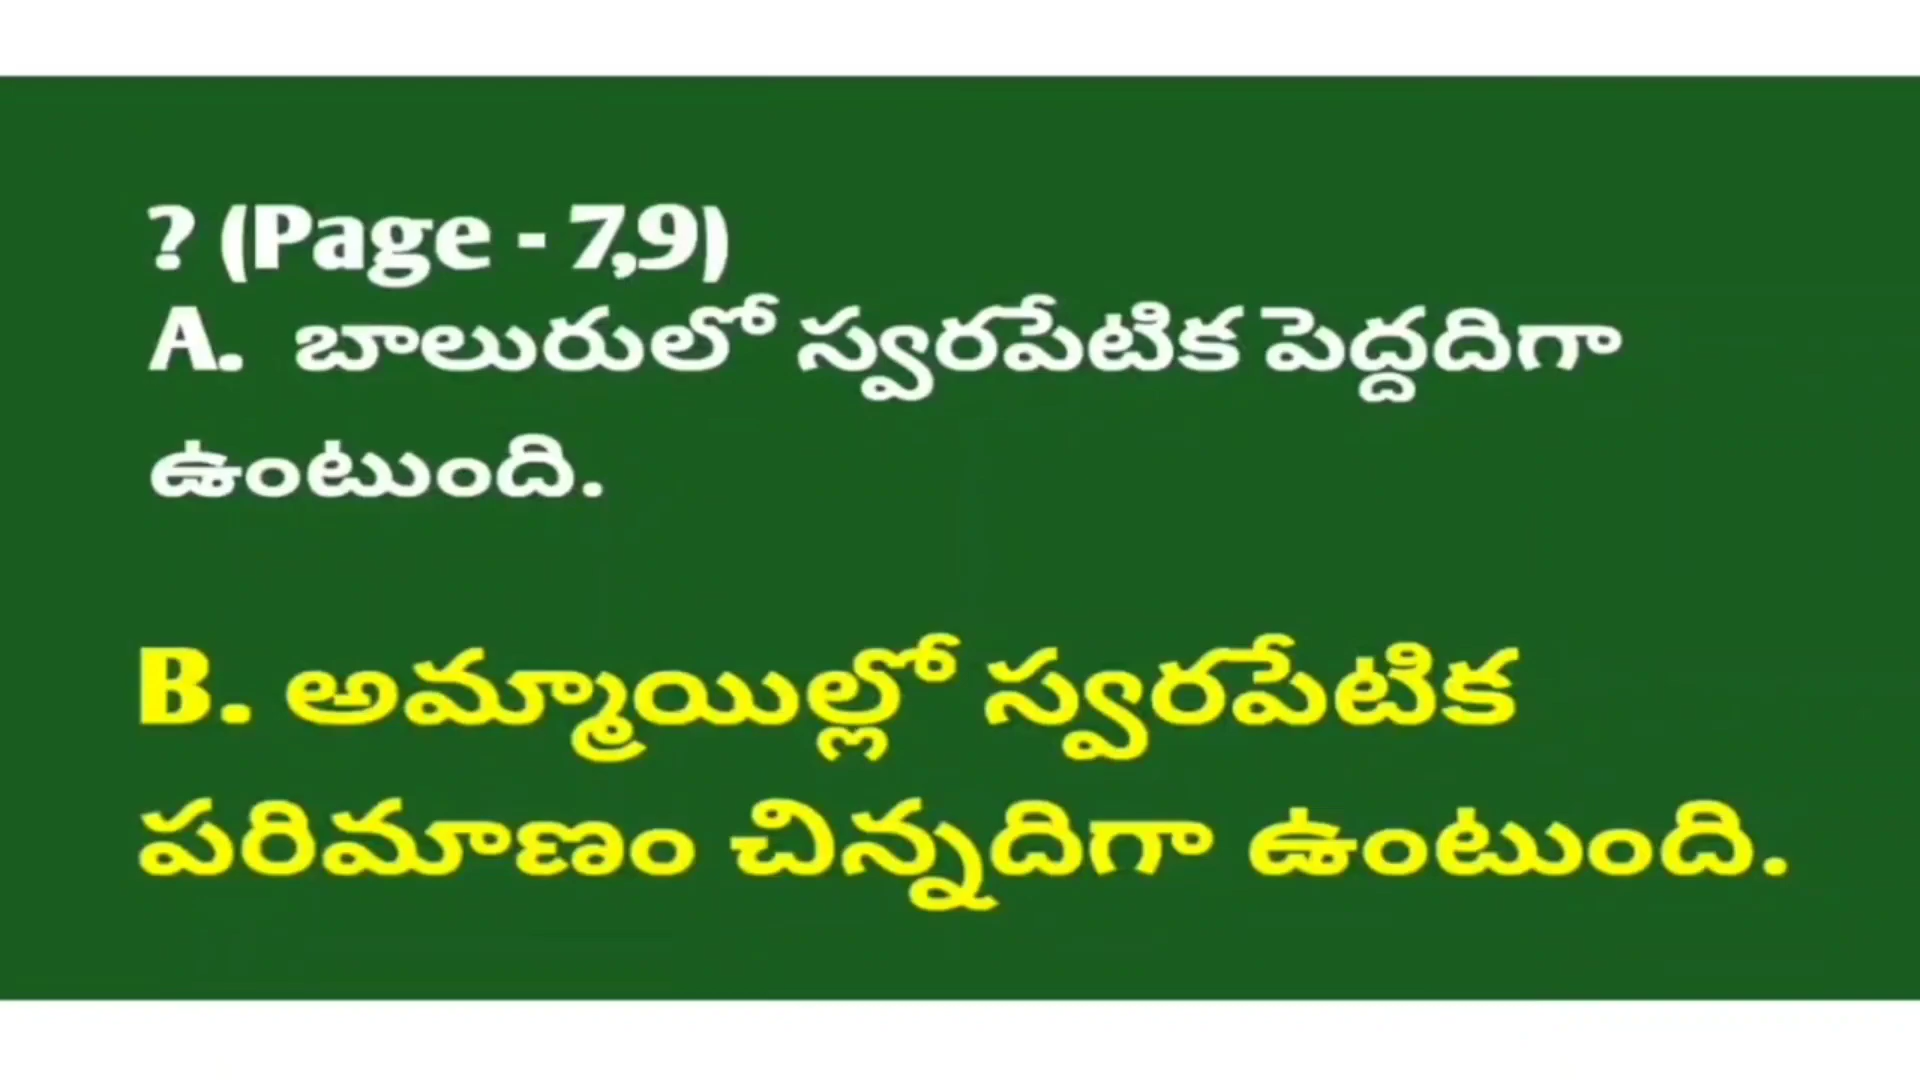 ? (Page - 7,9)
A. బాలురులో స్వరపేటిక పెద్దదిగా
ఉంటుంది.
B. అమ్మాయిల్లో స్వరపేటిక
పరిమాణం చిన్నదిగా ఉంటుంది.